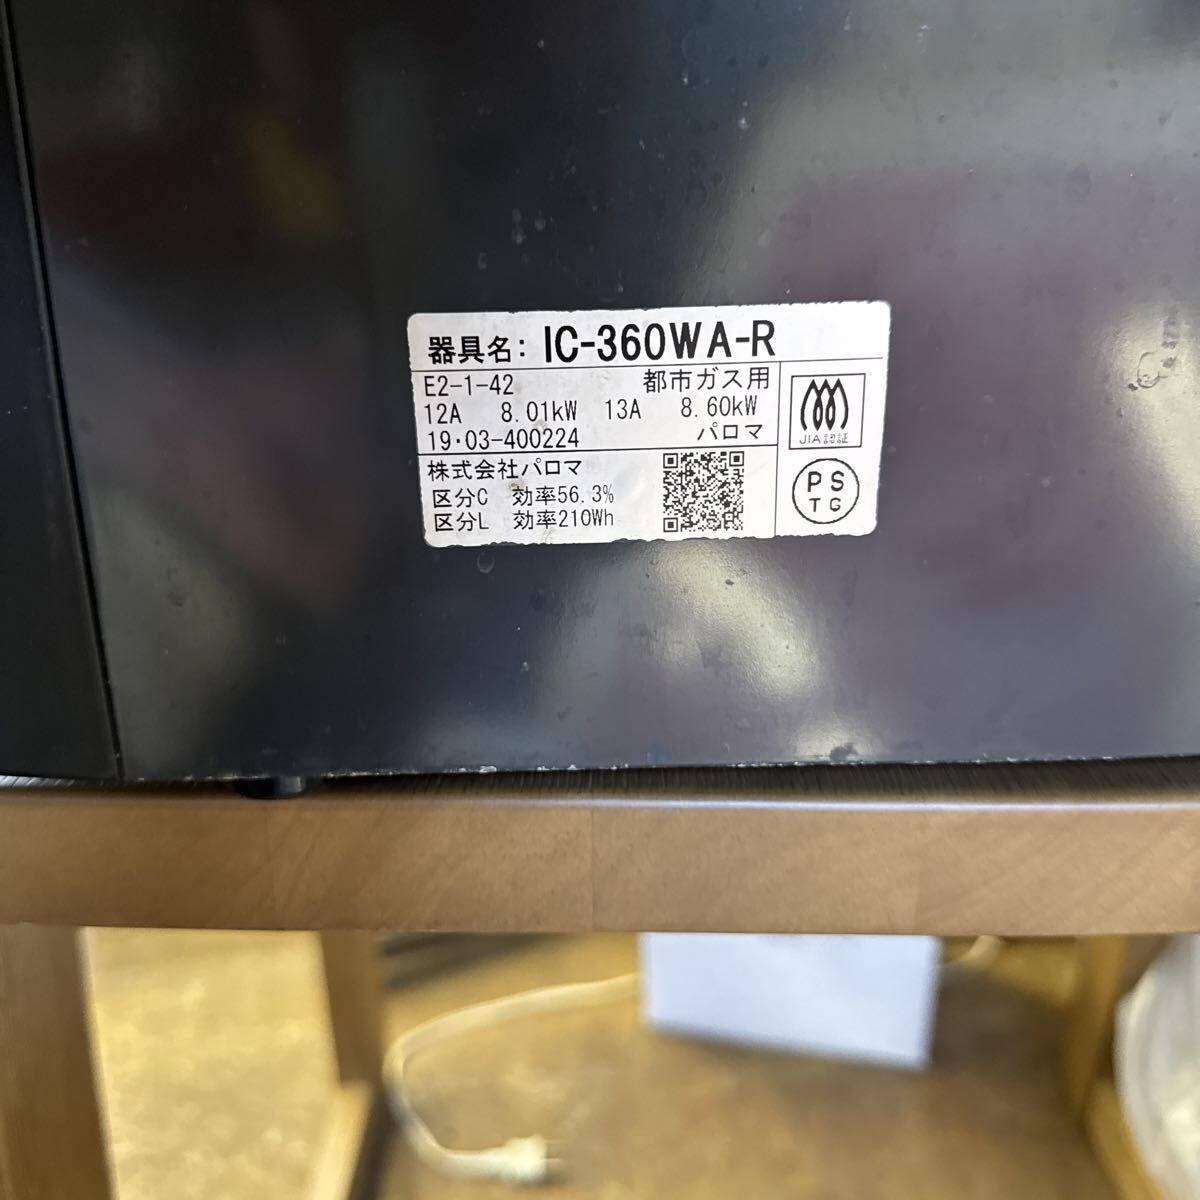 器具名: IC-360WA-R
E2-1-42 都市ガス用
12A 8.01kW 13A 8.60kW
19・03-400224 パロマ
JIA認証
株式会社パロマ
区分C 効率56.3%
区分L 効率210Wh
PS
TG